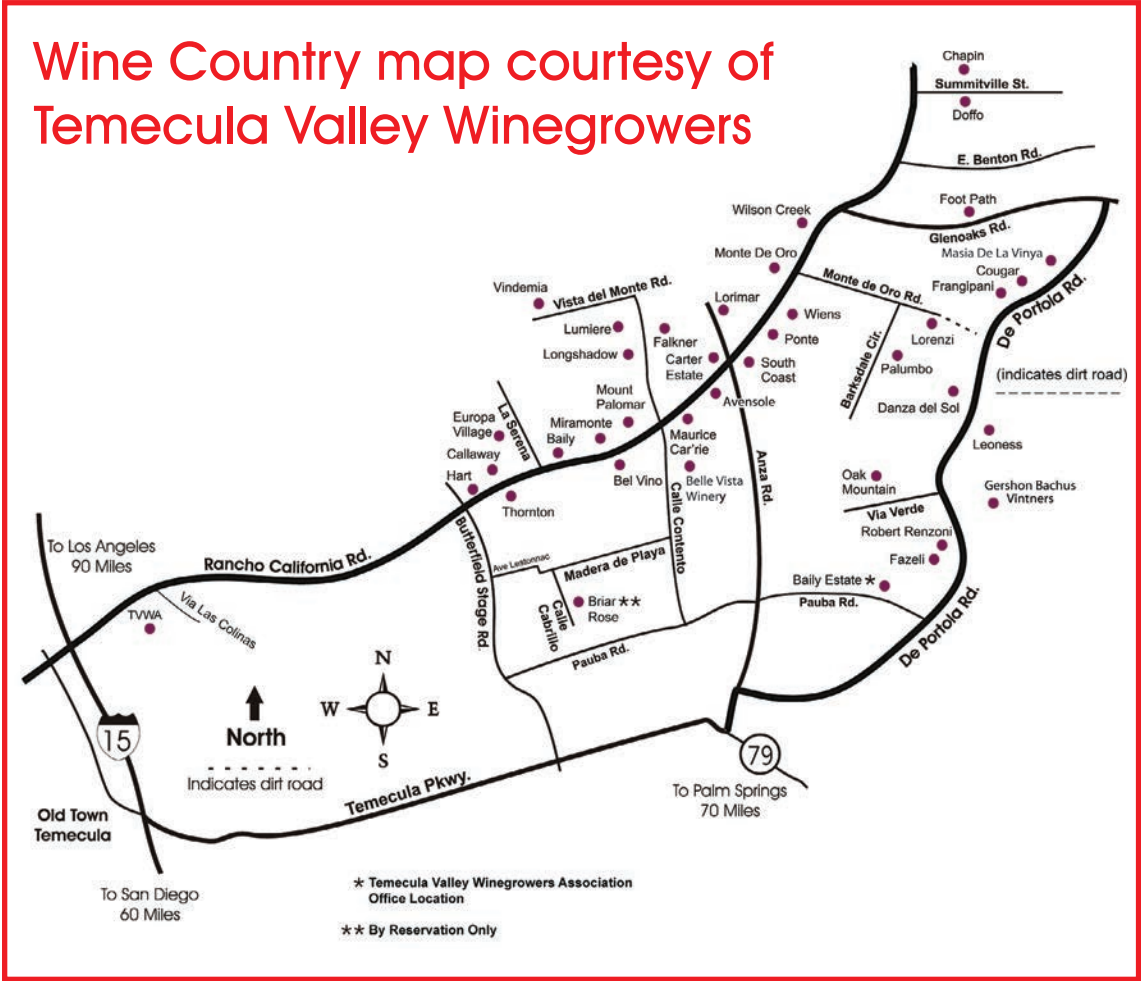 Wine Country map courtesy of
Temecula Valley Winegrowers
Chapin
Summitville St.
Doffo
E. Benton Rd.
Foot Path
Glenoaks Rd.
Wilson Creek
Masia De La Vinya
Cougar
Frangipani
De Portola Rd.
Monte De Oro
Monte de Oro Rd.
Vindemia
Vista del Monte Rd.
Lorimar
Wiens
Lumiere
Falkner
Ponte
Lorenzi
Longshadow
Carter
Estate
South
Coast
Barksdale Cir.
Palumbo
(indicates dirt road)
Mount
Palomar
Avensole
Danza del Sol
Europa
Village
La Serena
Miramonte
Baily
Maurice
Car'rie
Leoness
Callaway
Hart
Thornton
Bel Vino
Belle Vista
Winery
Anza Rd.
Oak
Mountain
Gershon Bachus
Vintners
Via Verde
Calle Contento
Robert Renzoni
Fazeli
To Los Angeles
90 Miles
Rancho California Rd.
Butterfield Stage Rd.
Ave Lestonnac
Madera de Playa
Baily Estate *
Pauba Rd.
TVWA
Via Las Colinas
Calle
Cabrillo
Briar **
Rose
Pauba Rd.
De Portola Rd.
N
W
E
S
North
Indicates dirt road
15
79
Temecula Pkwy.
To Palm Springs
70 Miles
Old Town
Temecula
To San Diego
60 Miles
* Temecula Valley Winegrowers Association
Office Location
** By Reservation Only